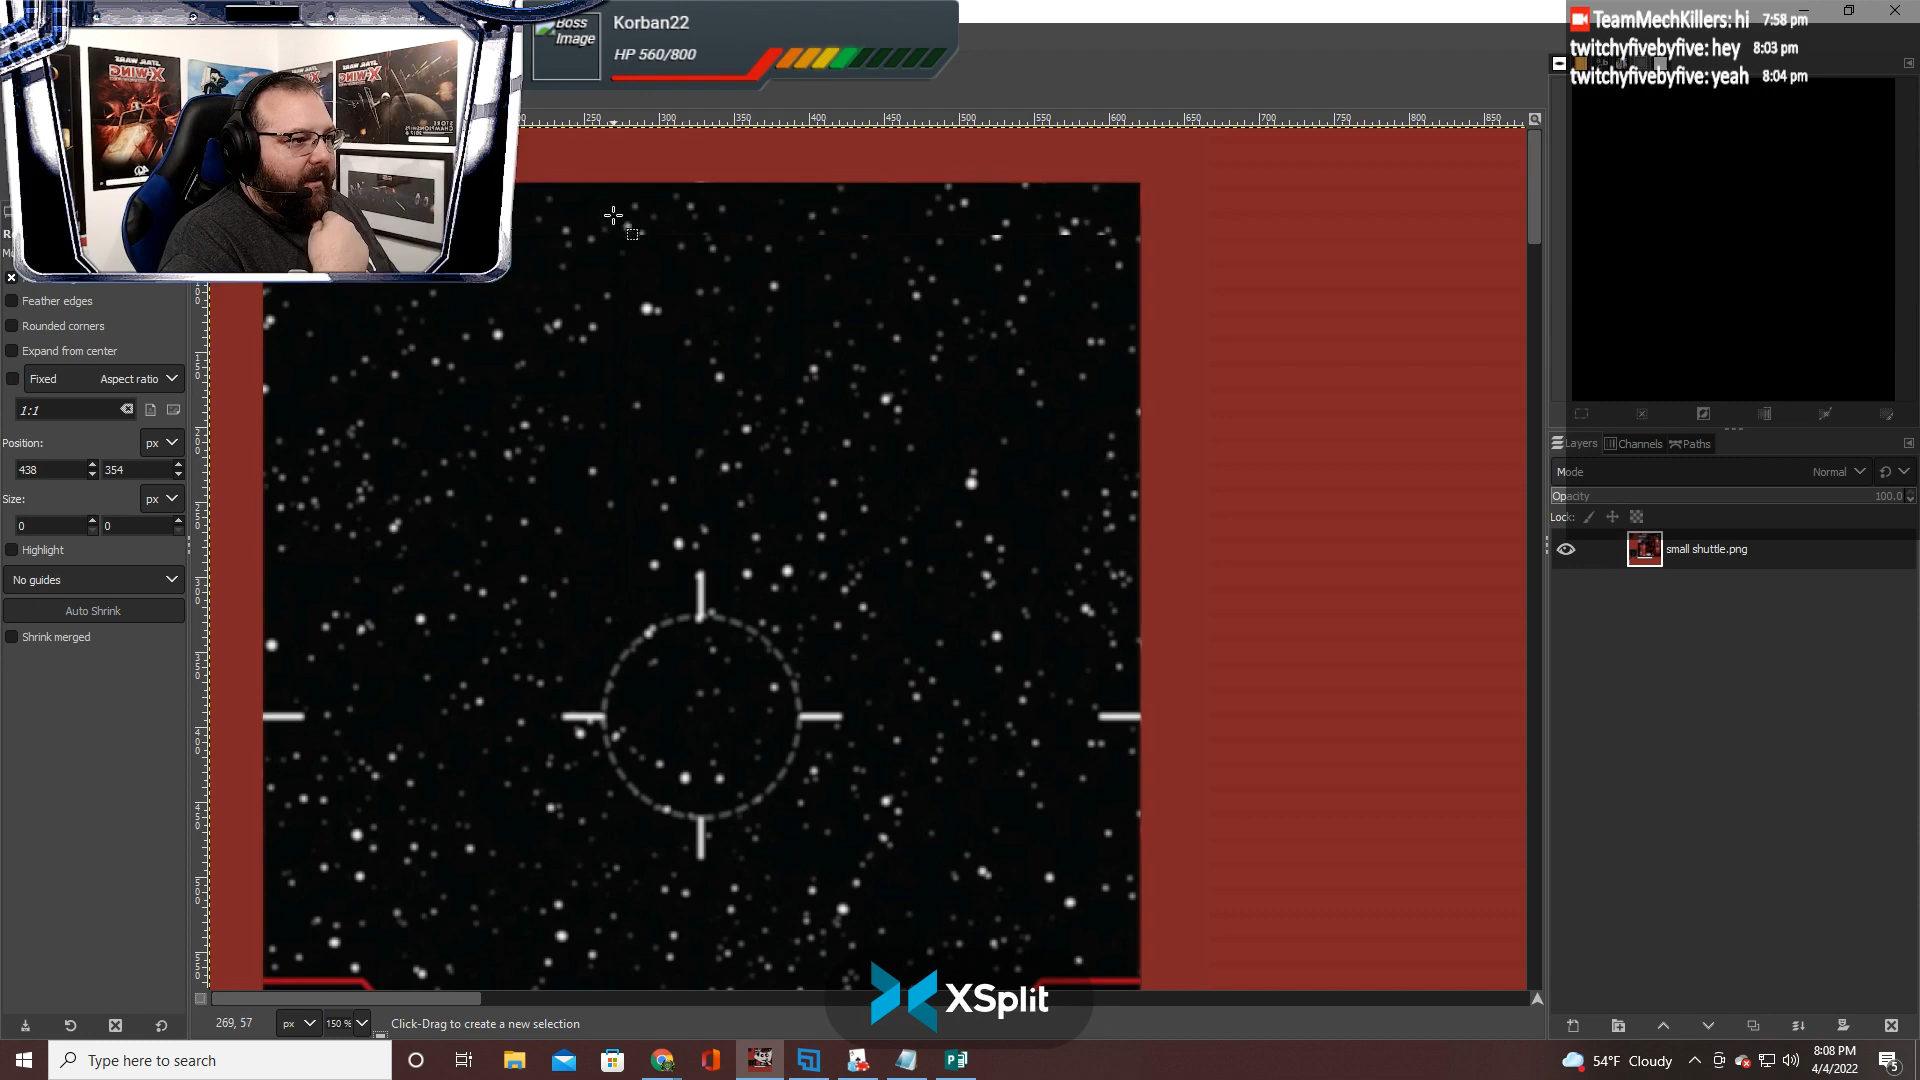 Boss
Image
Korban22
HP 560/800
TeamMechKillers: hi 7:58 pm
twitchyfivebyfive: hey 8:03 pm
twitchyfivebyfive: yeah 8:04 pm
300 350 400 450 500 550 600 650 700 750 800 850
Feather edges
Rounded corners
Expand from center
Fixed Aspect ratio
1:1
Position: px
438 354
Size: px
0 0
Highlight
No guides
Auto Shrink
Shrink merged
Layers Channels Paths
Mode Normal
Opacity 100.0
Lock:
small shuttle.png
XSplit
269, 57 px 150 % Click-Drag to create a new selection
Type here to search
54°F Cloudy
8:08 PM
4/4/2022
5